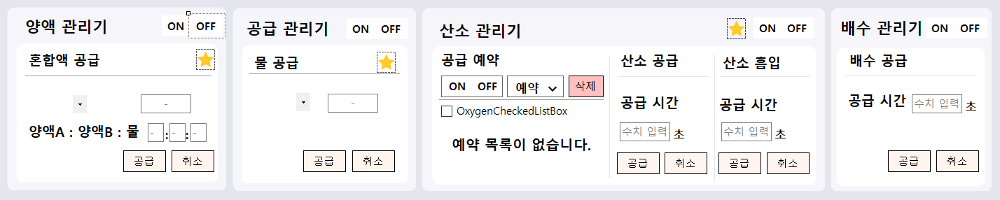 양액 관리기
ON OFF
혼합액 공급
-
양액A : 양액B : 물 - : - : -
공급 취소
공급 관리기
ON OFF
물 공급
-
공급 취소
산소 관리기
ON OFF
공급 예약
ON OFF 예약 삭제
OxygenCheckedListBox
예약 목록이 없습니다.
산소 공급
공급 시간
수치 입력 초
공급 취소
산소 흡입
공급 시간
수치 입력 초
공급 취소
배수 관리기
ON OFF
배수 공급
공급 시간 수치 입력 초
공급 취소